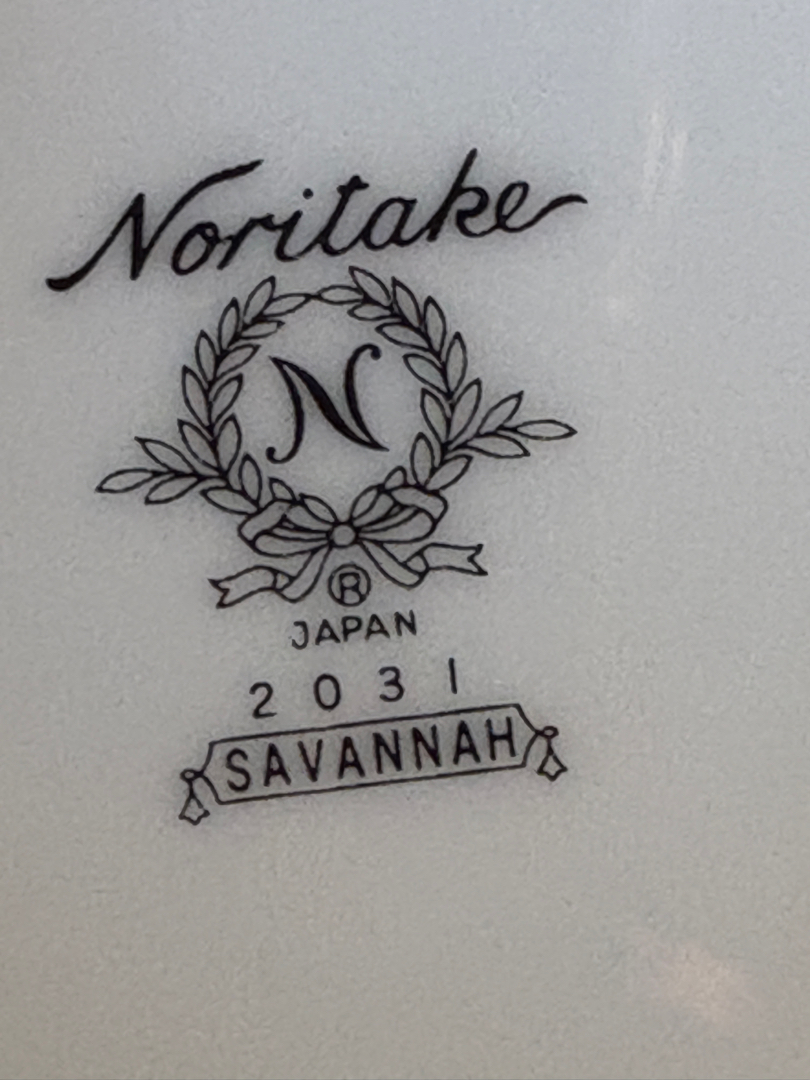 Noritake
N
®
JAPAN
2031
SAVANNAH